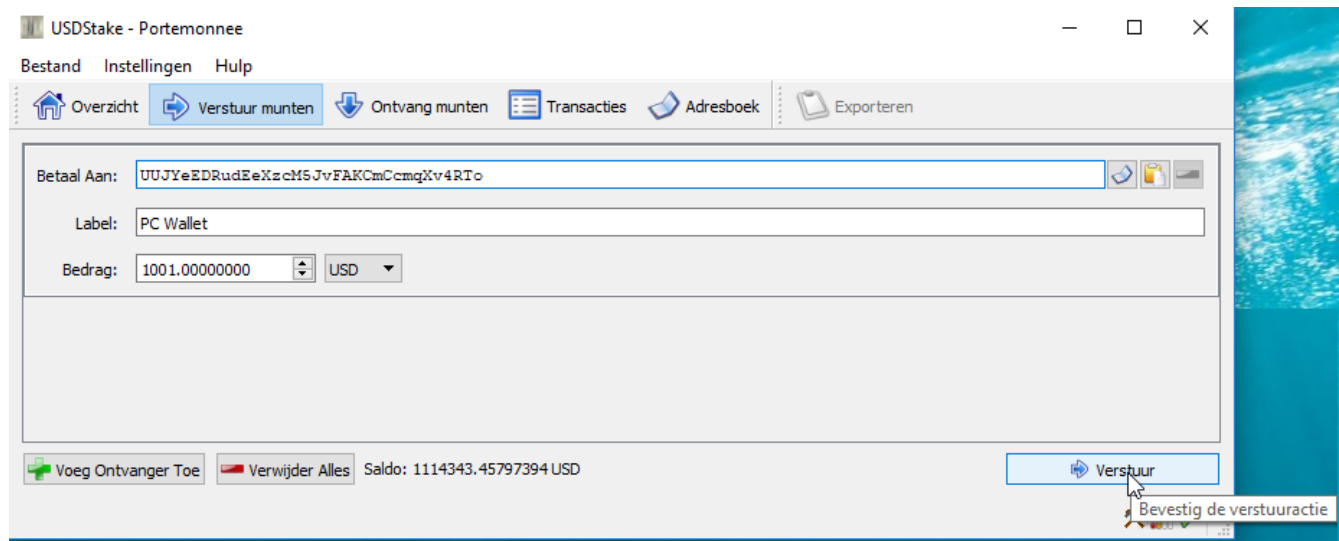 USDStake - Portemonnee
Bestand Instellingen Hulp
Overzicht Verstuur munten Ontvang munten Transacties Adresboek Exporteren
Betaal Aan: UUJYeEDRudEeXzcM5JvFAKCmCcmqXv4RTo
Label: PC Wallet
Bedrag: 1001.00000000 USD
Voeg Ontvanger Toe Verwijder Alles Saldo: 1114343.45797394 USD Verstuur
Bevestig de verstuuractie